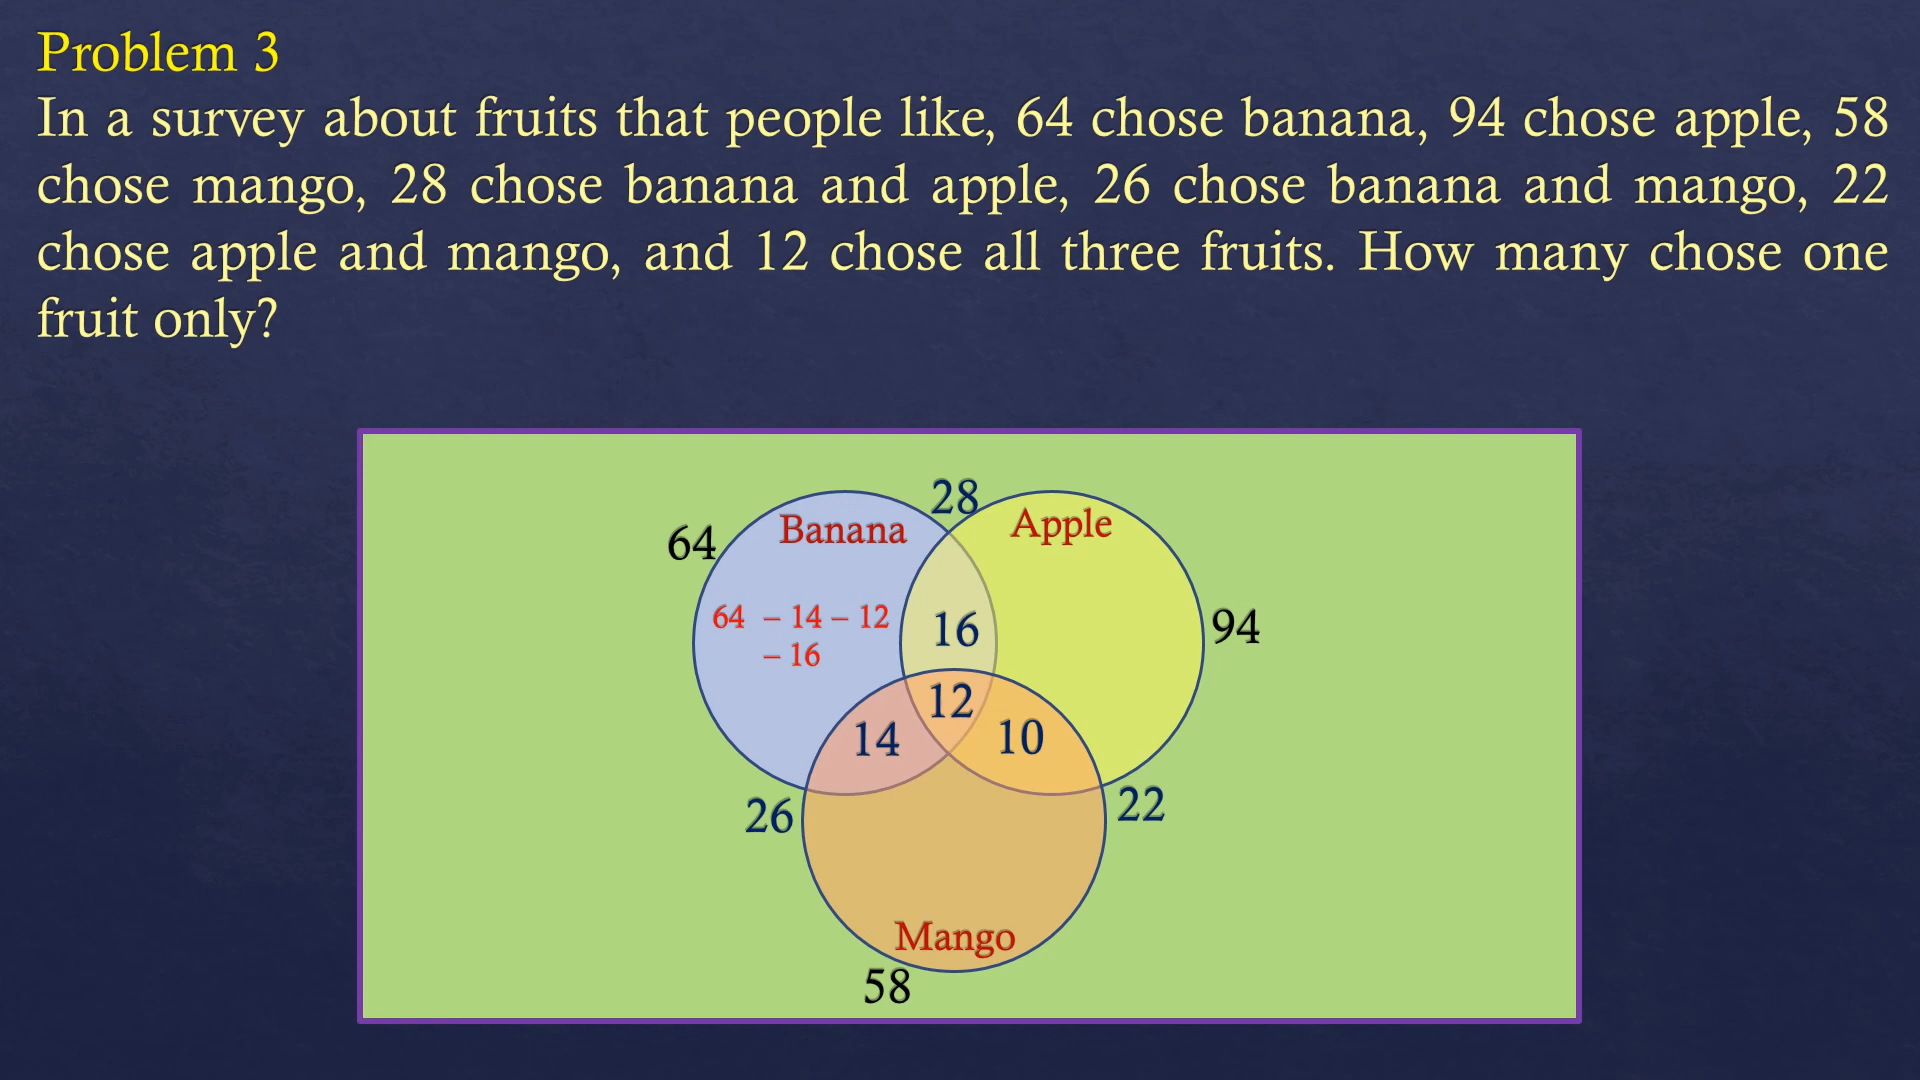 Problem 3
In a survey about fruits that people like, 64 chose banana, 94 chose apple, 58
chose mango, 28 chose banana and apple, 26 chose banana and mango, 22
chose apple and mango, and 12 chose all three fruits. How many chose one
fruit only?
28
Banana
Apple
64
64 – 14 – 12
– 16
16
94
12
14
10
26
22
Mango
58